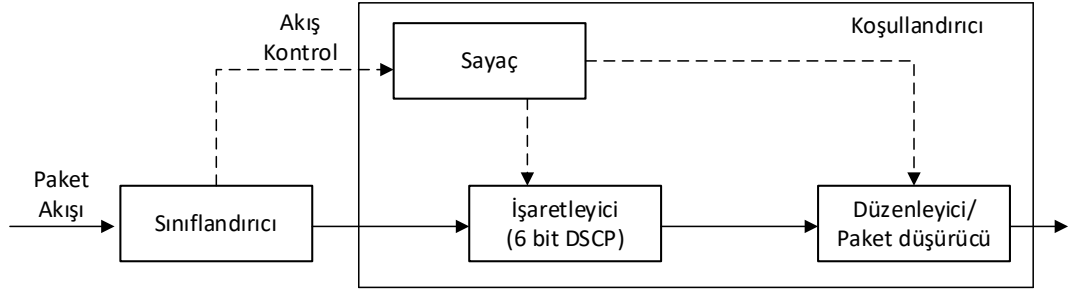 Akış
Kontrol
Koşullandırıcı
Sayaç
Paket
Akışı
Sınıflandırıcı
İşaretleyici
(6 bit DSCP)
Düzenleyici/
Paket düşürücü